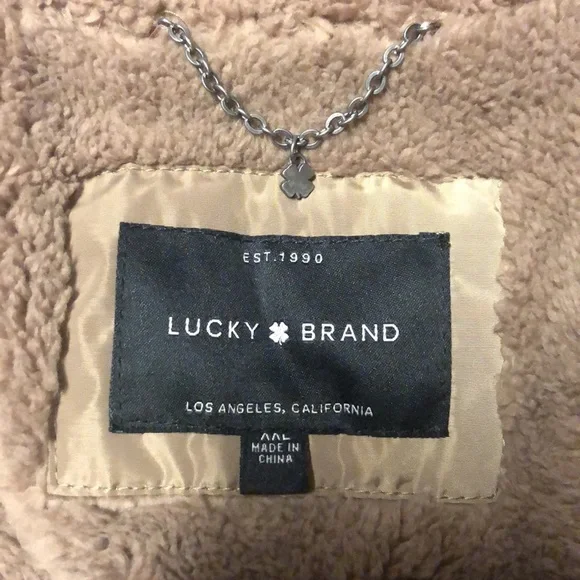 EST. 1990
LUCKY BRAND
LOS ANGELES, CALIFORNIA
XXL
MADE IN
CHINA